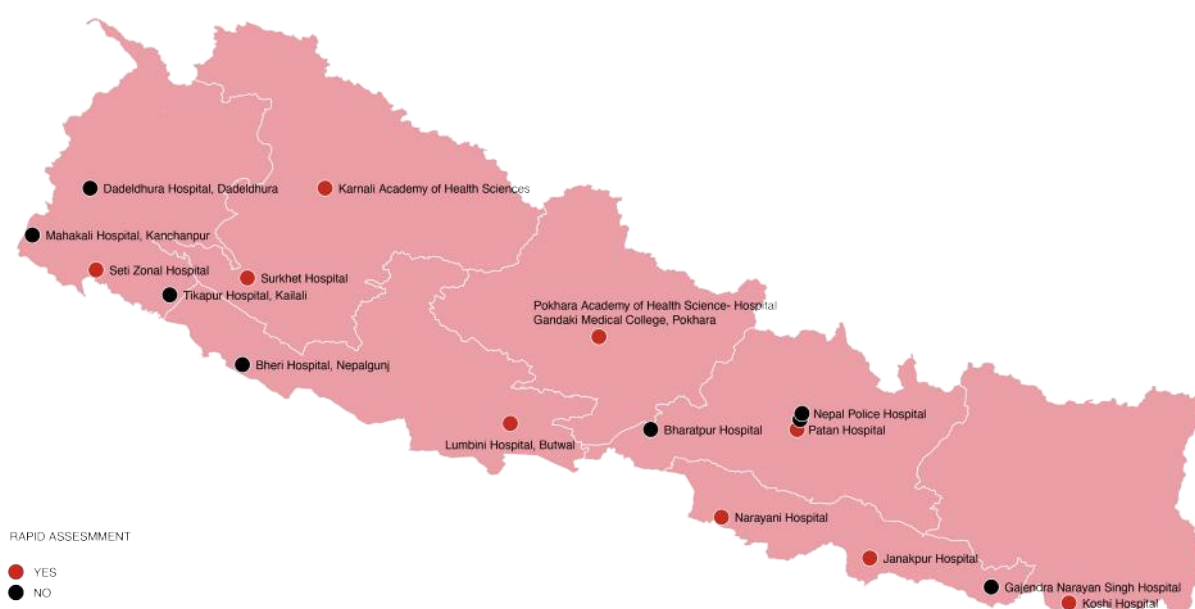 Dadeldhura Hospital, Dadeldhura
Karnali Academy of Health Sciences
Mahakali Hospital, Kanchanpur
Seti Zonal Hospital
Surkhet Hospital
Tikapur Hospital, Kailali
Pokhara Academy of Health Science- Hospital
Gandaki Medical College, Pokhara
Bheri Hospital, Nepalgunj
Nepal Police Hospital
Bharatpur Hospital
Patan Hospital
Lumbini Hospital, Butwal
Narayani Hospital
RAPID ASSESMMENT
Janakpur Hospital
YES
Gajendra Narayan Singh Hospital
NO
Koshi Hospital